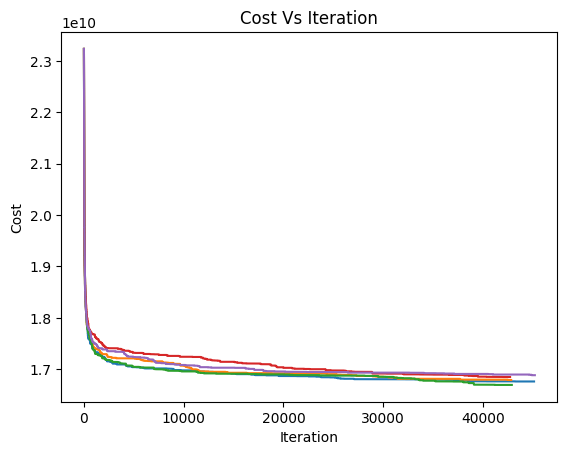 Cost Vs Iteration
1e10
2.3
2.2
2.1
2.0
1.9
1.8
1.7
Cost
0 10000 20000 30000 40000
Iteration